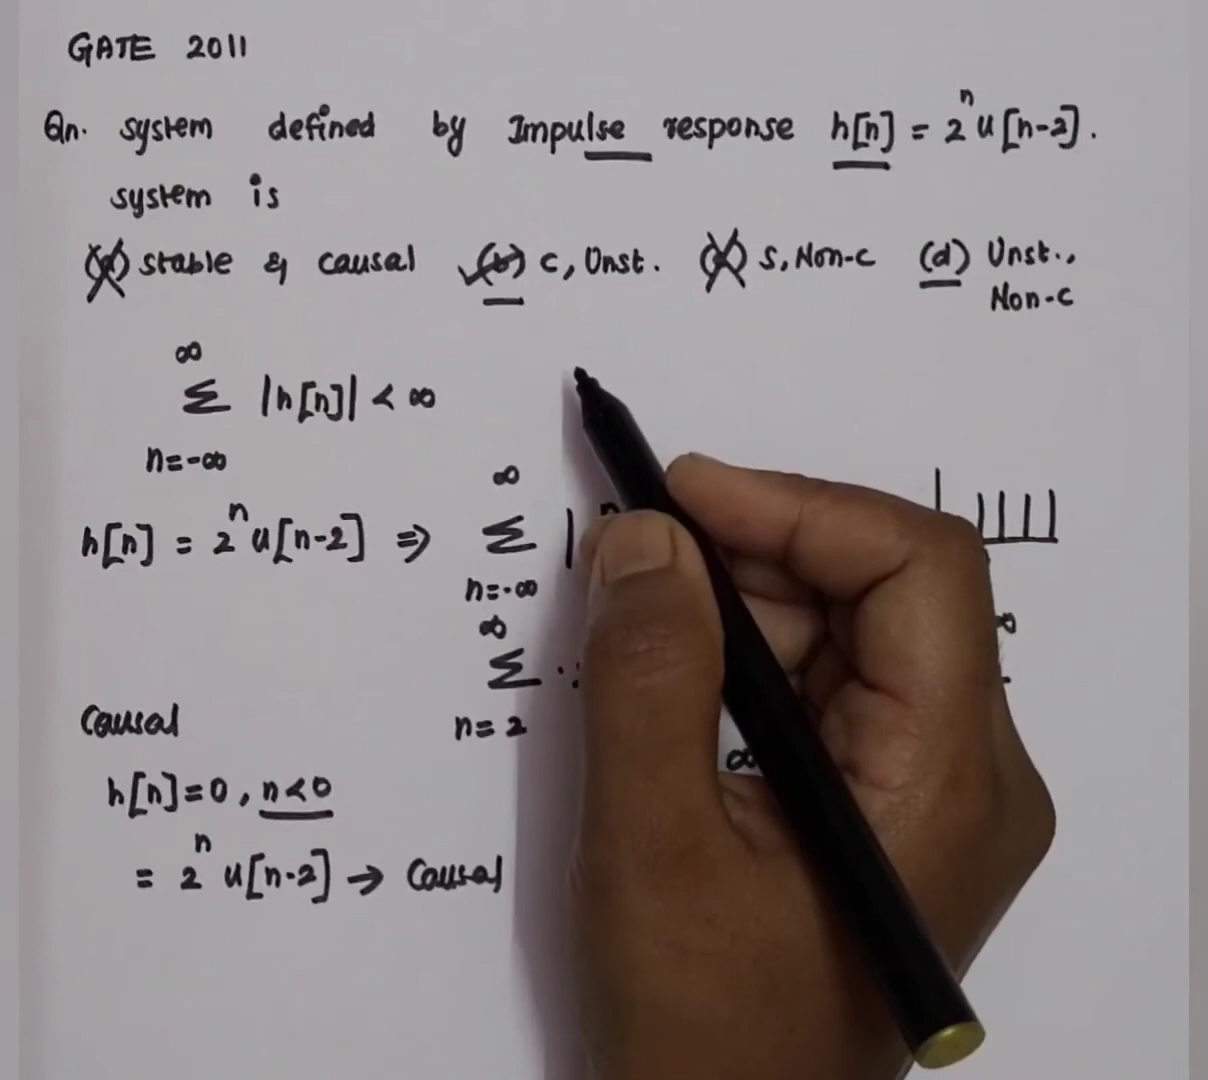 GATE 2011
Qn. system defined by Impulse response h[n] = 2ⁿ u[n-2].
system is
(a) stable & causal (b) C, Unst. (c) S, Non-C (d) Unst.,
Non-C
∞
Σ |h[n]| < ∞
n=-∞
∞
h[n] = 2ⁿ u[n-2] ⇒ Σ |
n=-∞
∞
Σ
n=2
Causal
∞
h[n]=0, n<0
= 2ⁿ u[n-2] → Causal